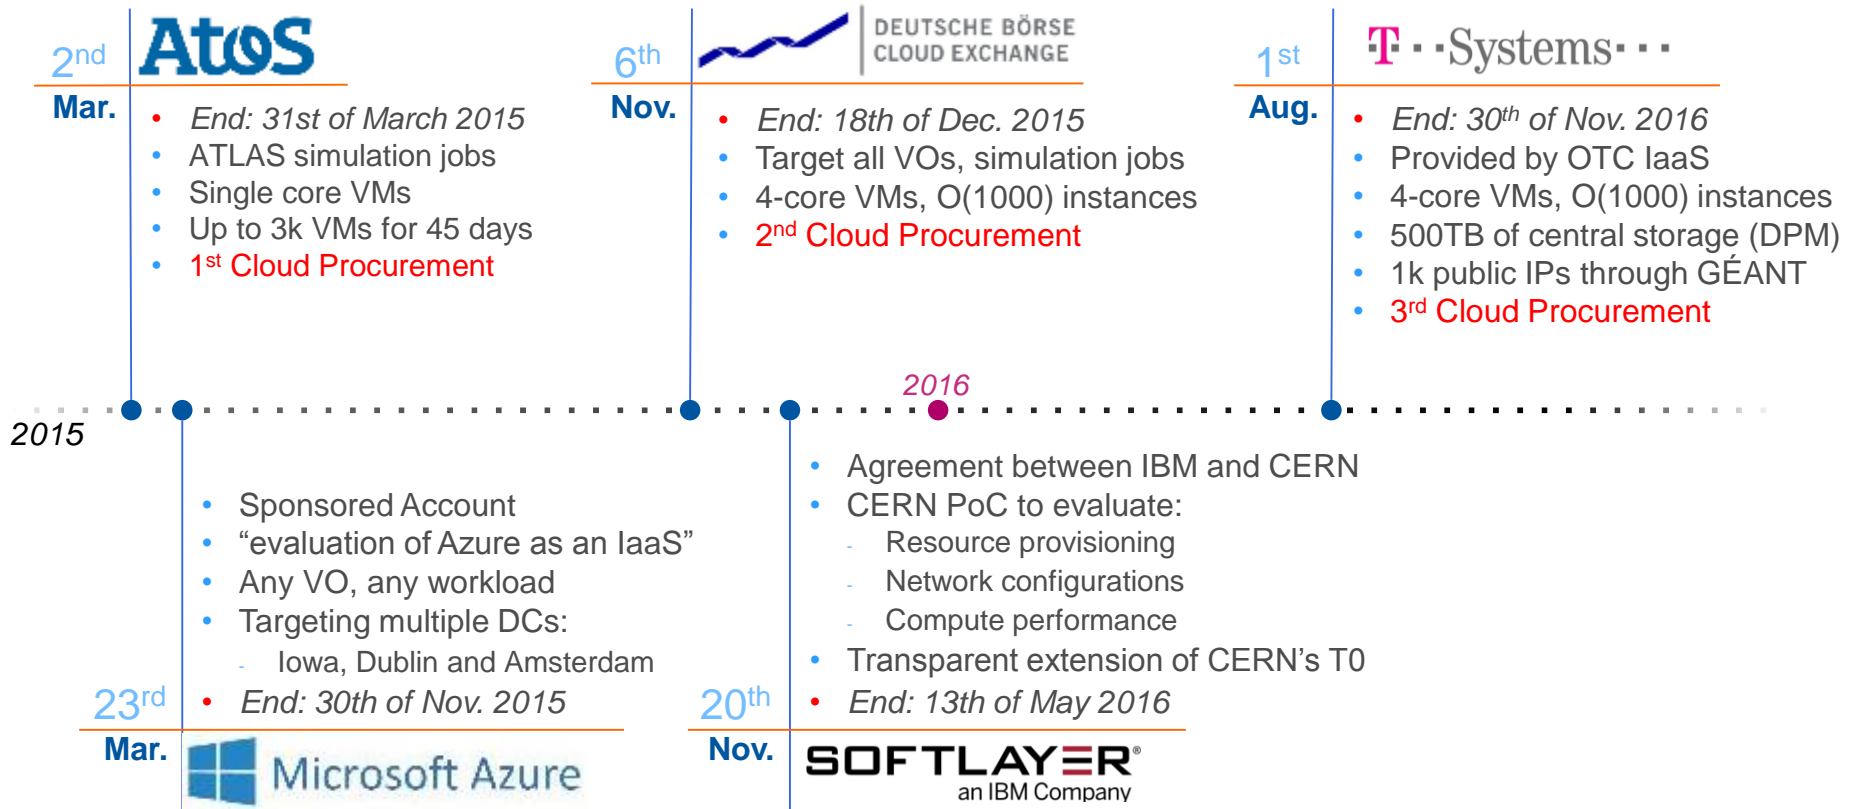 2nd
Mar.
Atos
• End: 31st of March 2015
• ATLAS simulation jobs
• Single core VMs
• Up to 3k VMs for 45 days
• 1st Cloud Procurement
6th
Nov.
DEUTSCHE BÖRSE
CLOUD EXCHANGE
• End: 18th of Dec. 2015
• Target all VOs, simulation jobs
• 4-core VMs, O(1000) instances
• 2nd Cloud Procurement
1st
Aug.
T··Systems···
• End: 30th of Nov. 2016
• Provided by OTC IaaS
• 4-core VMs, O(1000) instances
• 500TB of central storage (DPM)
• 1k public IPs through GÉANT
• 3rd Cloud Procurement
2016
2015
• Sponsored Account
• “evaluation of Azure as an IaaS”
• Any VO, any workload
• Targeting multiple DCs:
- Iowa, Dublin and Amsterdam
• End: 30th of Nov. 2015
23rd
Mar.
Microsoft Azure
• Agreement between IBM and CERN
• CERN PoC to evaluate:
- Resource provisioning
- Network configurations
- Compute performance
• Transparent extension of CERN’s T0
• End: 13th of May 2016
20th
Nov.
SOFTLAYER®
an IBM Company